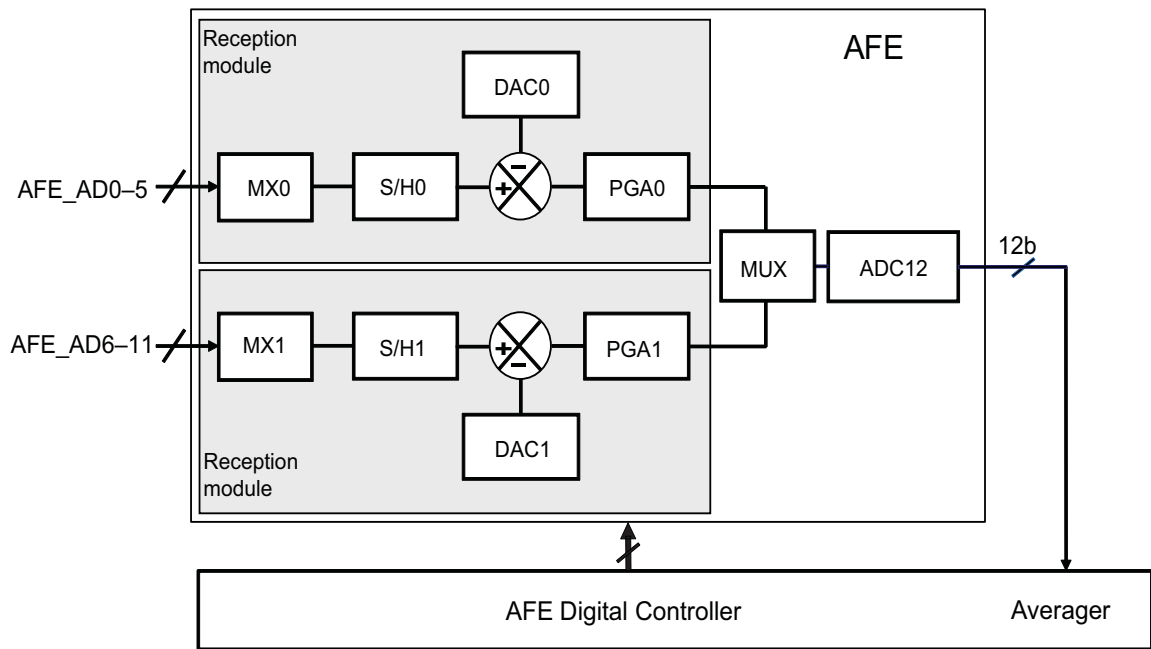 Reception
module
AFE
DAC0
AFE_AD0–5
MX0
S/H0
−
+
PGA0
MUX
ADC12
12b
AFE_AD6–11
MX1
S/H1
+
−
PGA1
DAC1
Reception
module
AFE Digital Controller
Averager